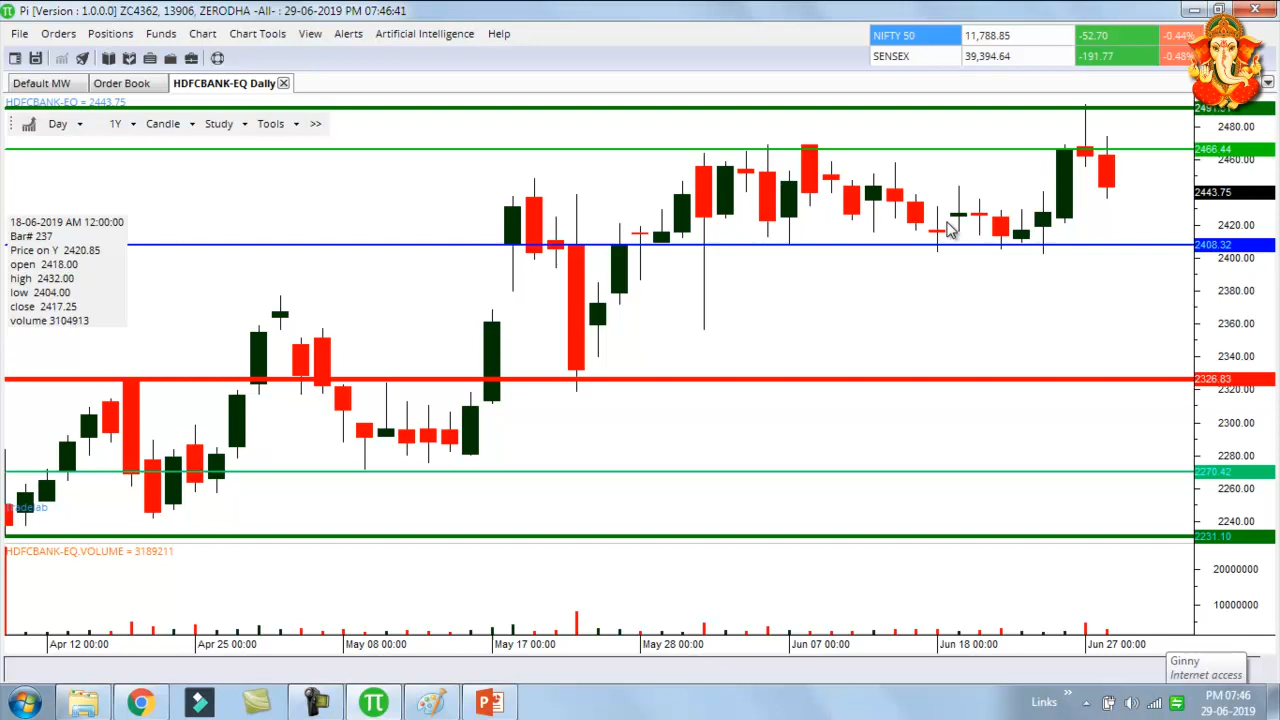 Pi [Version : 1.0.0.0] ZC4362, 13906, ZERODHA -All- : 29-06-2019 PM 07:46:41
File Orders Positions Funds Chart Chart Tools View Alerts Artificial Intelligence Help
NIFTY 50 11,788.85 -52.70 -0.44%
SENSEX 39,394.64 -191.77 -0.48%
Default MW Order Book HDFCBANK-EQ Daily
HDFCBANK-EQ = 2443.75
Day 1Y Candle Study Tools >>
2480.00
2466.44
2460.00
2443.75
2420.00
2408.32
2400.00
2380.00
2360.00
2340.00
2326.83
2320.00
2300.00
2280.00
2270.42
2260.00
2240.00
2231.10
18-06-2019 AM 12:00:00
Bar# 237
Price on Y 2420.85
open 2418.00
high 2432.00
low 2404.00
close 2417.25
volume 3104913
HDFCBANK-EQ.VOLUME = 3189211
20000000
10000000
Apr 12 00:00 Apr 25 00:00 May 08 00:00 May 17 00:00 May 28 00:00 Jun 07 00:00 Jun 18 00:00 Jun 27 00:00
Ginny
Internet access
Links PM 07:46
29-06-2019